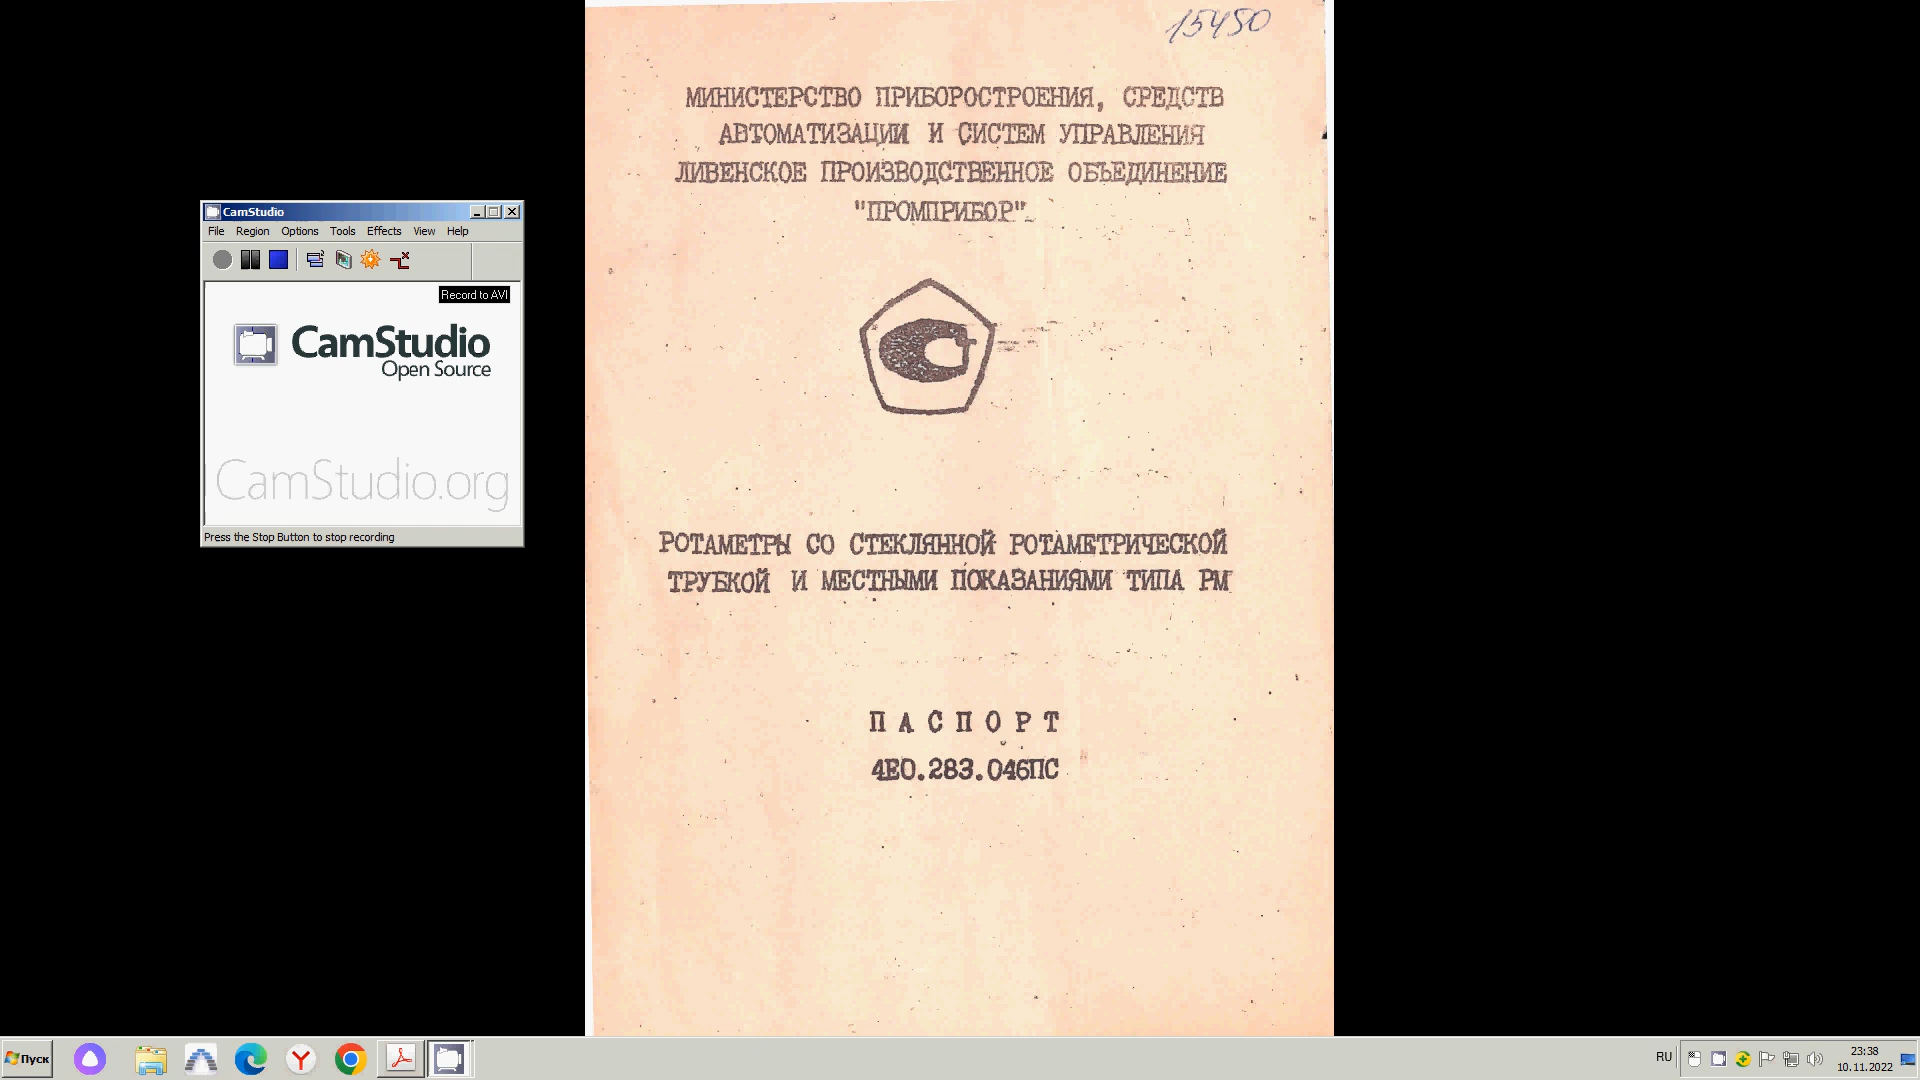 15450
МИНИСТЕРСТВО ПРИБОРОСТРОЕНИЯ, СРЕДСТВ
АВТОМАТИЗАЦИИ И СИСТЕМ УПРАВЛЕНИЯ
ЛИВЕНСКОЕ ПРОИЗВОДСТВЕННОЕ ОБЪЕДИНЕНИЕ
"ПРОМПРИБОР"
РОТАМЕТРЫ СО СТЕКЛЯННОЙ РОТАМЕТРИЧЕСКОЙ
ТРУБКОЙ И МЕСТНЫМИ ПОКАЗАНИЯМИ ТИПА РМ
П А С П О Р Т
4Е0.283.046ПС
CamStudio
File Region Options Tools Effects View Help
Record to AVI
CamStudio
Open Source
CamStudio.org
Press the Stop Button to stop recording
Пуск
RU
23:38
10.11.2022